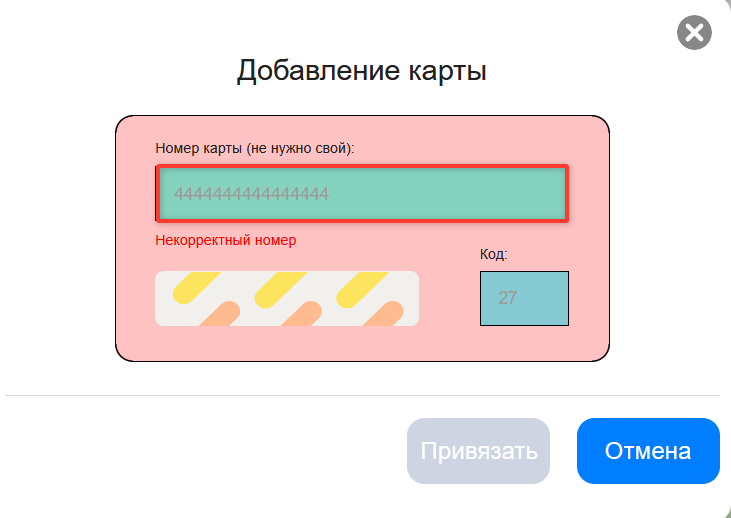 Добавление карты
Номер карты (не нужно свой):
4444444444444444
Некорректный номер
Код:
27
Привязать
Отмена